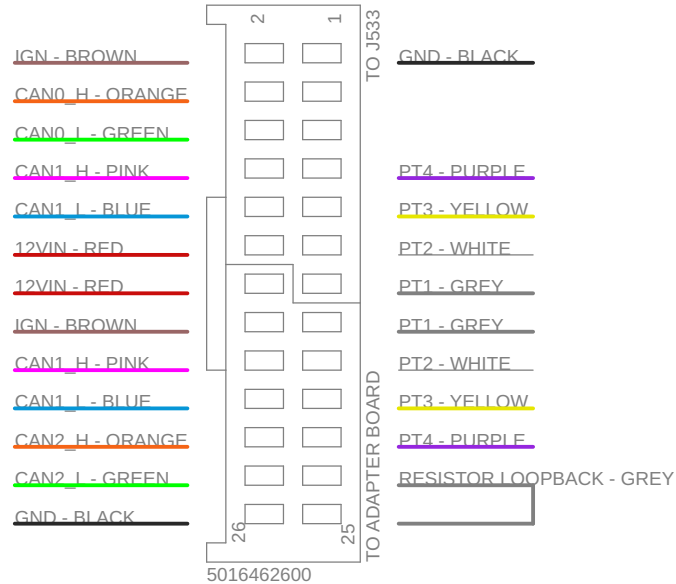 2 1
TO J533
IGN - BROWN
GND - BLACK
CAN0_H - ORANGE
CAN0_L - GREEN
CAN1_H - PINK
PT4 - PURPLE
CAN1_L - BLUE
PT3 - YELLOW
12VIN - RED
PT2 - WHITE
12VIN - RED
PT1 - GREY
IGN - BROWN
PT1 - GREY
CAN1_H - PINK
PT2 - WHITE
CAN1_L - BLUE
PT3 - YELLOW
CAN2_H - ORANGE
PT4 - PURPLE
CAN2_L - GREEN
RESISTOR LOOPBACK - GREY
GND - BLACK
TO ADAPTER BOARD
26 25
5016462600